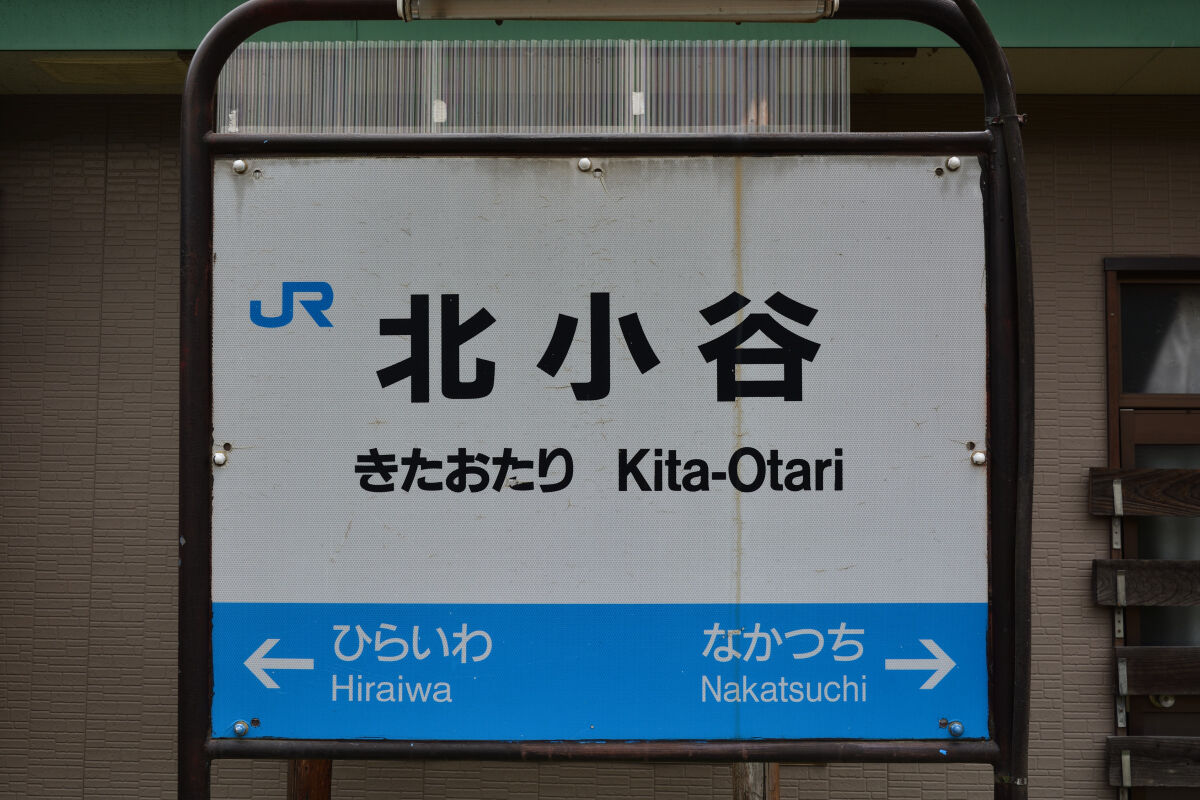 JR 北小谷
きたおたり Kita-Otari
← ひらいわ なかつち →
Hiraiwa Nakatsuchi